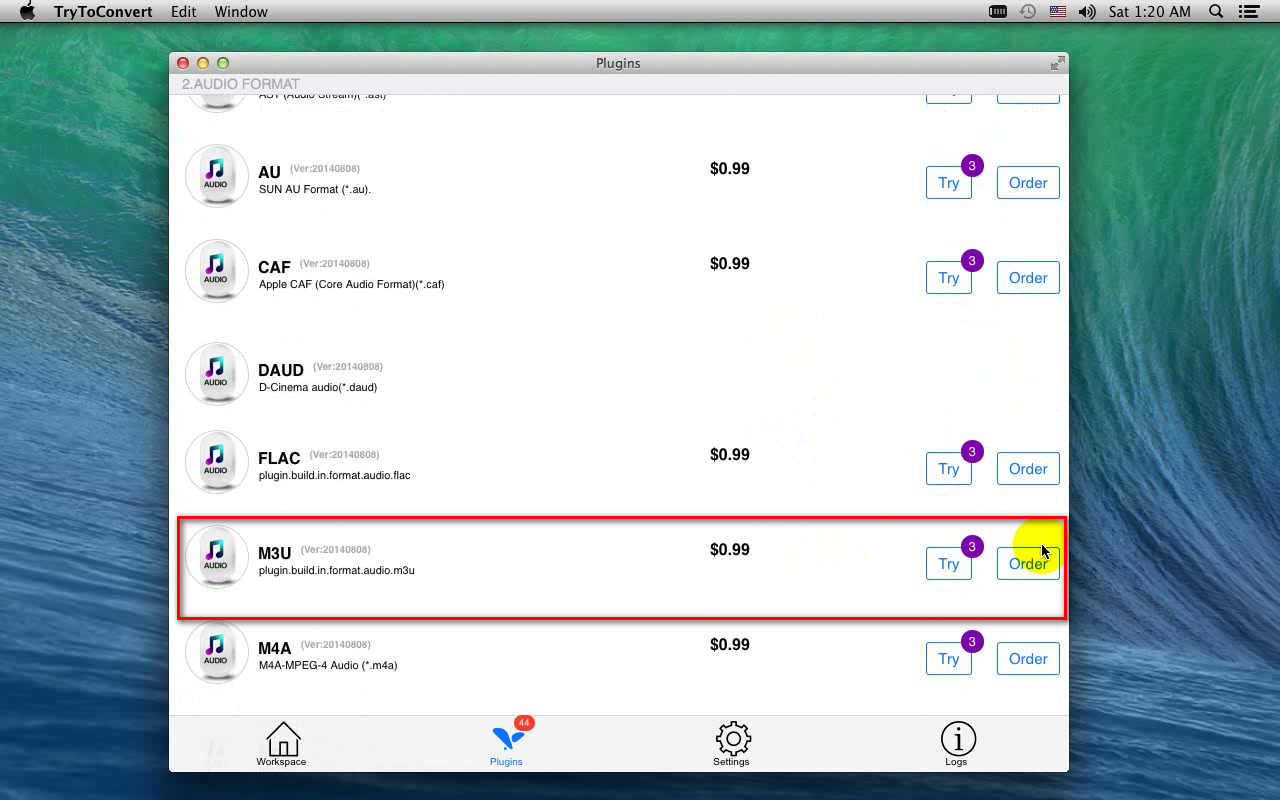 TryToConvert Edit Window Sat 1:20 AM
Plugins
2.AUDIO FORMAT
AST (Audio Stream)(*.ast)
AUDIO AU (Ver:20140808) $0.99 Try 3 Order
SUN AU Format (*.au).
AUDIO CAF (Ver:20140808) $0.99 Try 3 Order
Apple CAF (Core Audio Format)(*.caf)
AUDIO DAUD (Ver:20140808)
D-Cinema audio(*.daud)
AUDIO FLAC (Ver:20140808) $0.99 Try 3 Order
plugin.build.in.format.audio.flac
AUDIO M3U (Ver:20140808) $0.99 Try 3 Order
plugin.build.in.format.audio.m3u
AUDIO M4A (Ver:20140808) $0.99 Try 3 Order
M4A-MPEG-4 Audio (*.m4a)
44
Workspace Plugins Settings Logs